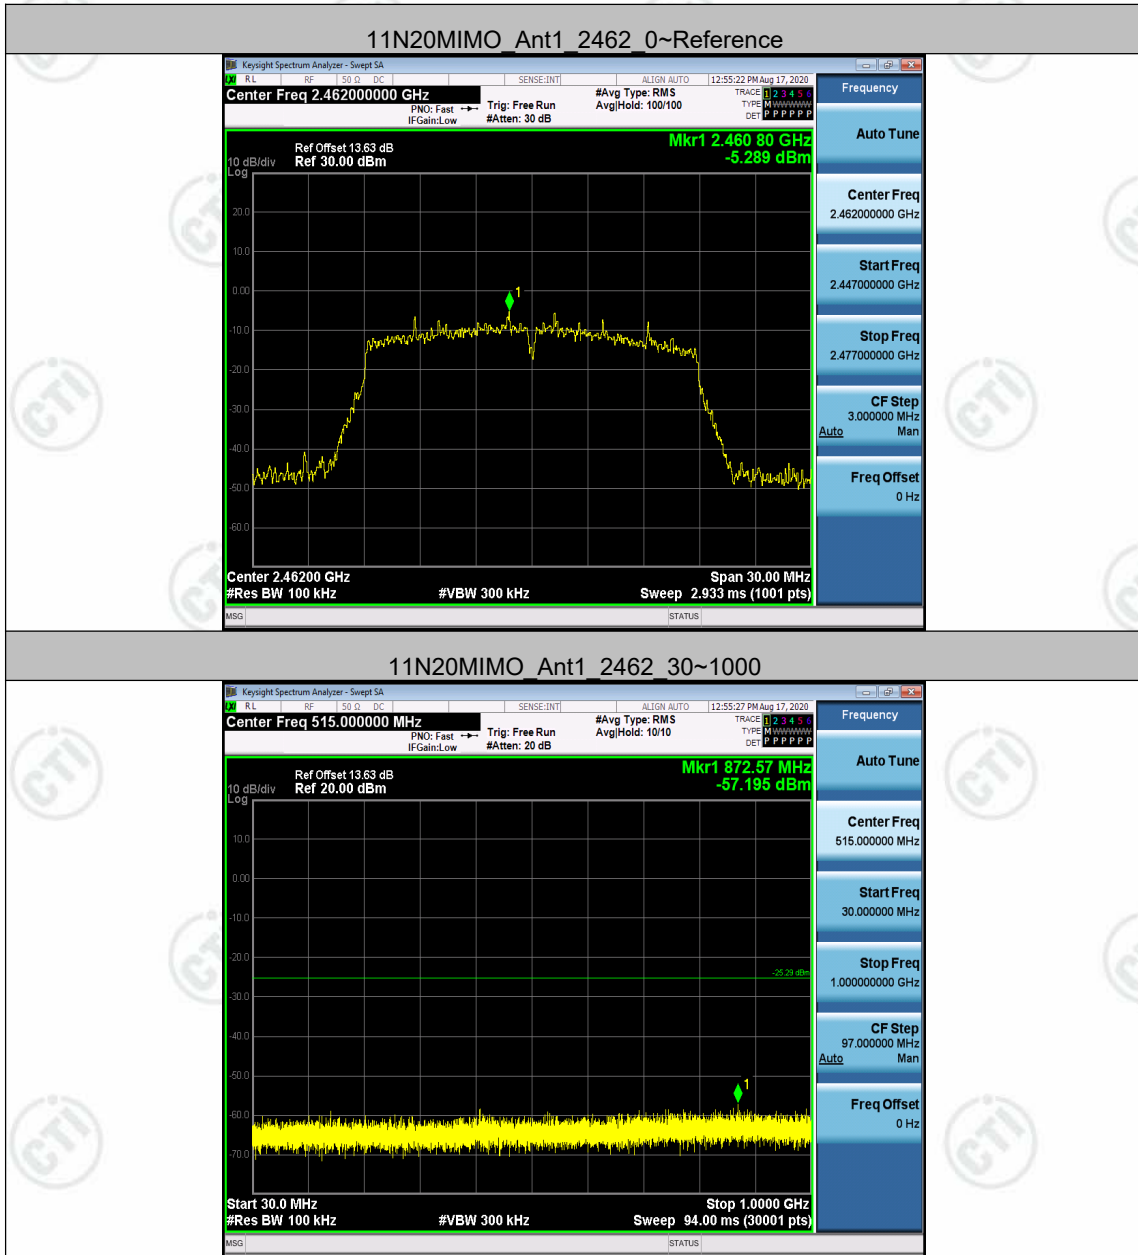 11N20MIMO_Ant1_2462_0~Reference
Keysight Spectrum Analyzer - Swept SA
LXI RL RF 50 Ω DC SENSE:INT ALIGN AUTO 12:55:22 PM Aug 17, 2020
Center Freq 2.462000000 GHz
PNO: Fast
IFGain:Low
Trig: Free Run
#Atten: 30 dB
#Avg Type: RMS
Avg|Hold: 100/100
TRACE 1 2 3 4 5 6
TYPE M WWWWW
DET P P P P P P
Frequency
Mkr1 2.460 80 GHz
-5.289 dBm
Ref Offset 13.63 dB
10 dB/div Ref 30.00 dBm
Log
20.0
10.0
0.00
-10.0
-20.0
-30.0
-40.0
-50.0
-60.0
1
Center 2.46200 GHz Span 30.00 MHz
#Res BW 100 kHz #VBW 300 kHz Sweep 2.933 ms (1001 pts)
MSG STATUS
Auto Tune
Center Freq
2.462000000 GHz
Start Freq
2.447000000 GHz
Stop Freq
2.477000000 GHz
CF Step
3.000000 MHz
Auto Man
Freq Offset
0 Hz
11N20MIMO_Ant1_2462_30~1000
Keysight Spectrum Analyzer - Swept SA
LXI RL RF 50 Ω DC SENSE:INT ALIGN AUTO 12:55:27 PM Aug 17, 2020
Center Freq 515.000000 MHz
PNO: Fast
IFGain:Low
Trig: Free Run
#Atten: 20 dB
#Avg Type: RMS
Avg|Hold: 10/10
TRACE 1 2 3 4 5 6
TYPE M WWWWW
DET P P P P P P
Frequency
Mkr1 872.57 MHz
-57.195 dBm
Ref Offset 13.63 dB
10 dB/div Ref 20.00 dBm
Log
10.0
0.00
-10.0
-20.0
-25.29 dBm
-30.0
-40.0
-50.0
-60.0
-70.0
1
Start 30.0 MHz Stop 1.0000 GHz
#Res BW 100 kHz #VBW 300 kHz Sweep 94.00 ms (30001 pts)
MSG STATUS
Auto Tune
Center Freq
515.000000 MHz
Start Freq
30.000000 MHz
Stop Freq
1.000000000 GHz
CF Step
97.000000 MHz
Auto Man
Freq Offset
0 Hz
CTI
CTI
CTI
CTI